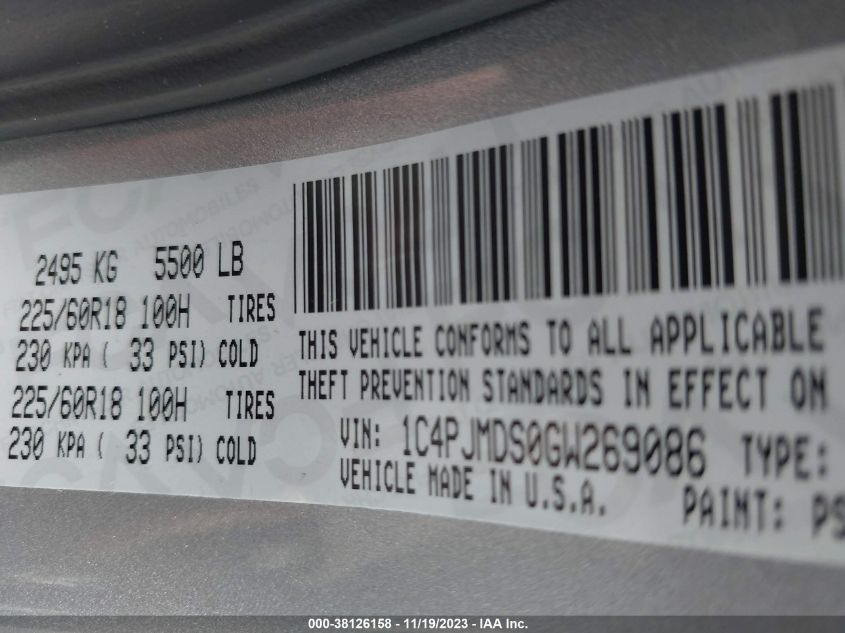 2495 KG 5500 LB
225/60R18 100H TIRES
230 KPA ( 33 PSI) COLD
225/60R18 100H TIRES
230 KPA ( 33 PSI) COLD
THIS VEHICLE CONFORMS TO ALL APPLICABLE
THEFT PREVENTION STANDARDS IN EFFECT ON
VIN: 1C4PJMDS0GW269086 TYPE:
VEHICLE MADE IN U.S.A. PAINT: PS
000-38126158 - 11/19/2023 - IAA Inc.